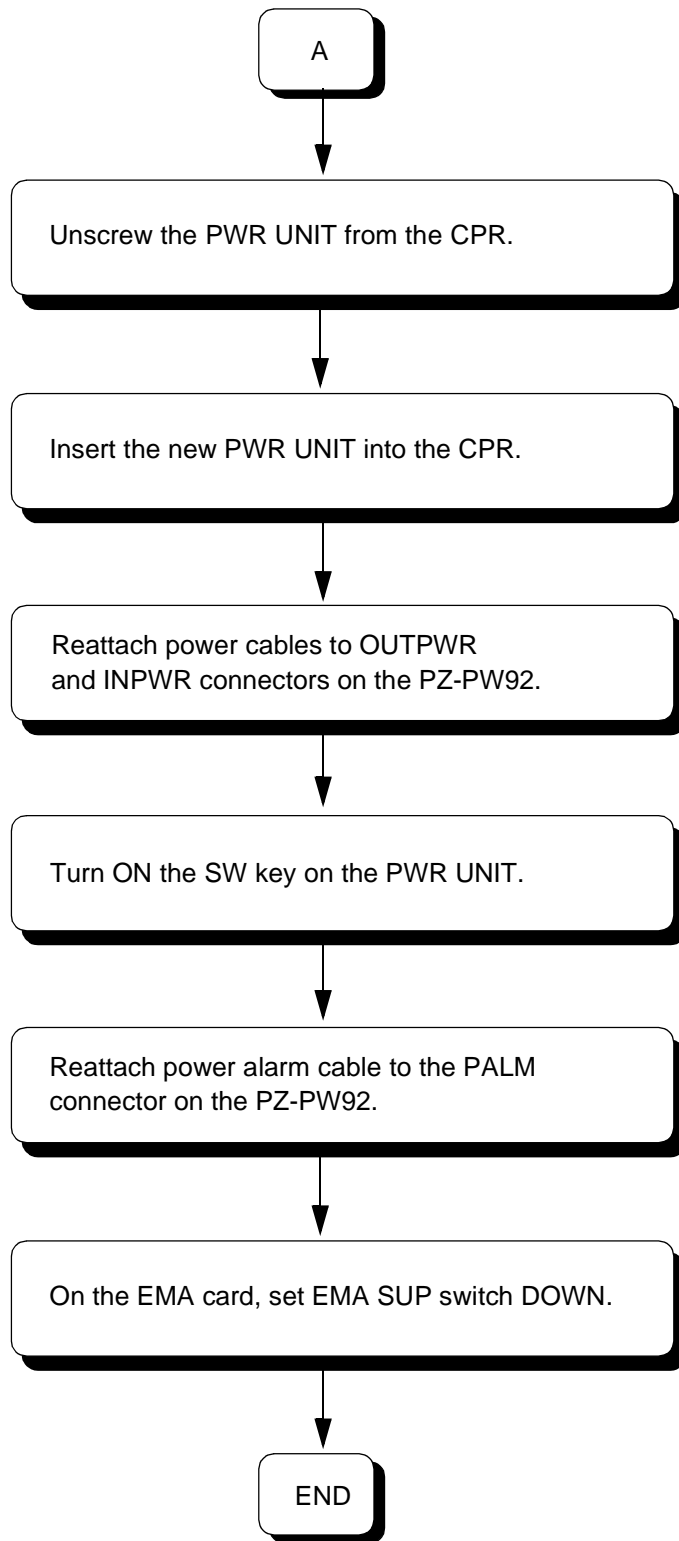 A
Unscrew the PWR UNIT from the CPR.
Insert the new PWR UNIT into the CPR.
Reattach power cables to OUTPWR
and INPWR connectors on the PZ-PW92.
Turn ON the SW key on the PWR UNIT.
Reattach power alarm cable to the PALM
connector on the PZ-PW92.
On the EMA card, set EMA SUP switch DOWN.
END